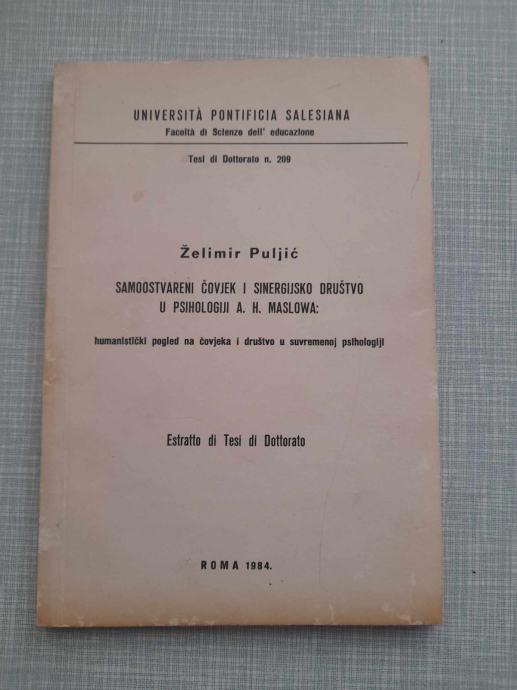 UNIVERSITÀ PONTIFICIA SALESIANA
Facoltà di Scienze dell' educazione
Tesi di Dottorato n. 209
Želimir Puljić
SAMOOSTVARENI ČOVJEK I SINERGIJSKO DRUŠTVO
U PSIHOLOGIJI A. H. MASLOWA:
humanistički pogled na čovjeka i društvo u suvremenoj psihologiji
Estratto di Tesi di Dottorato
ROMA 1984.